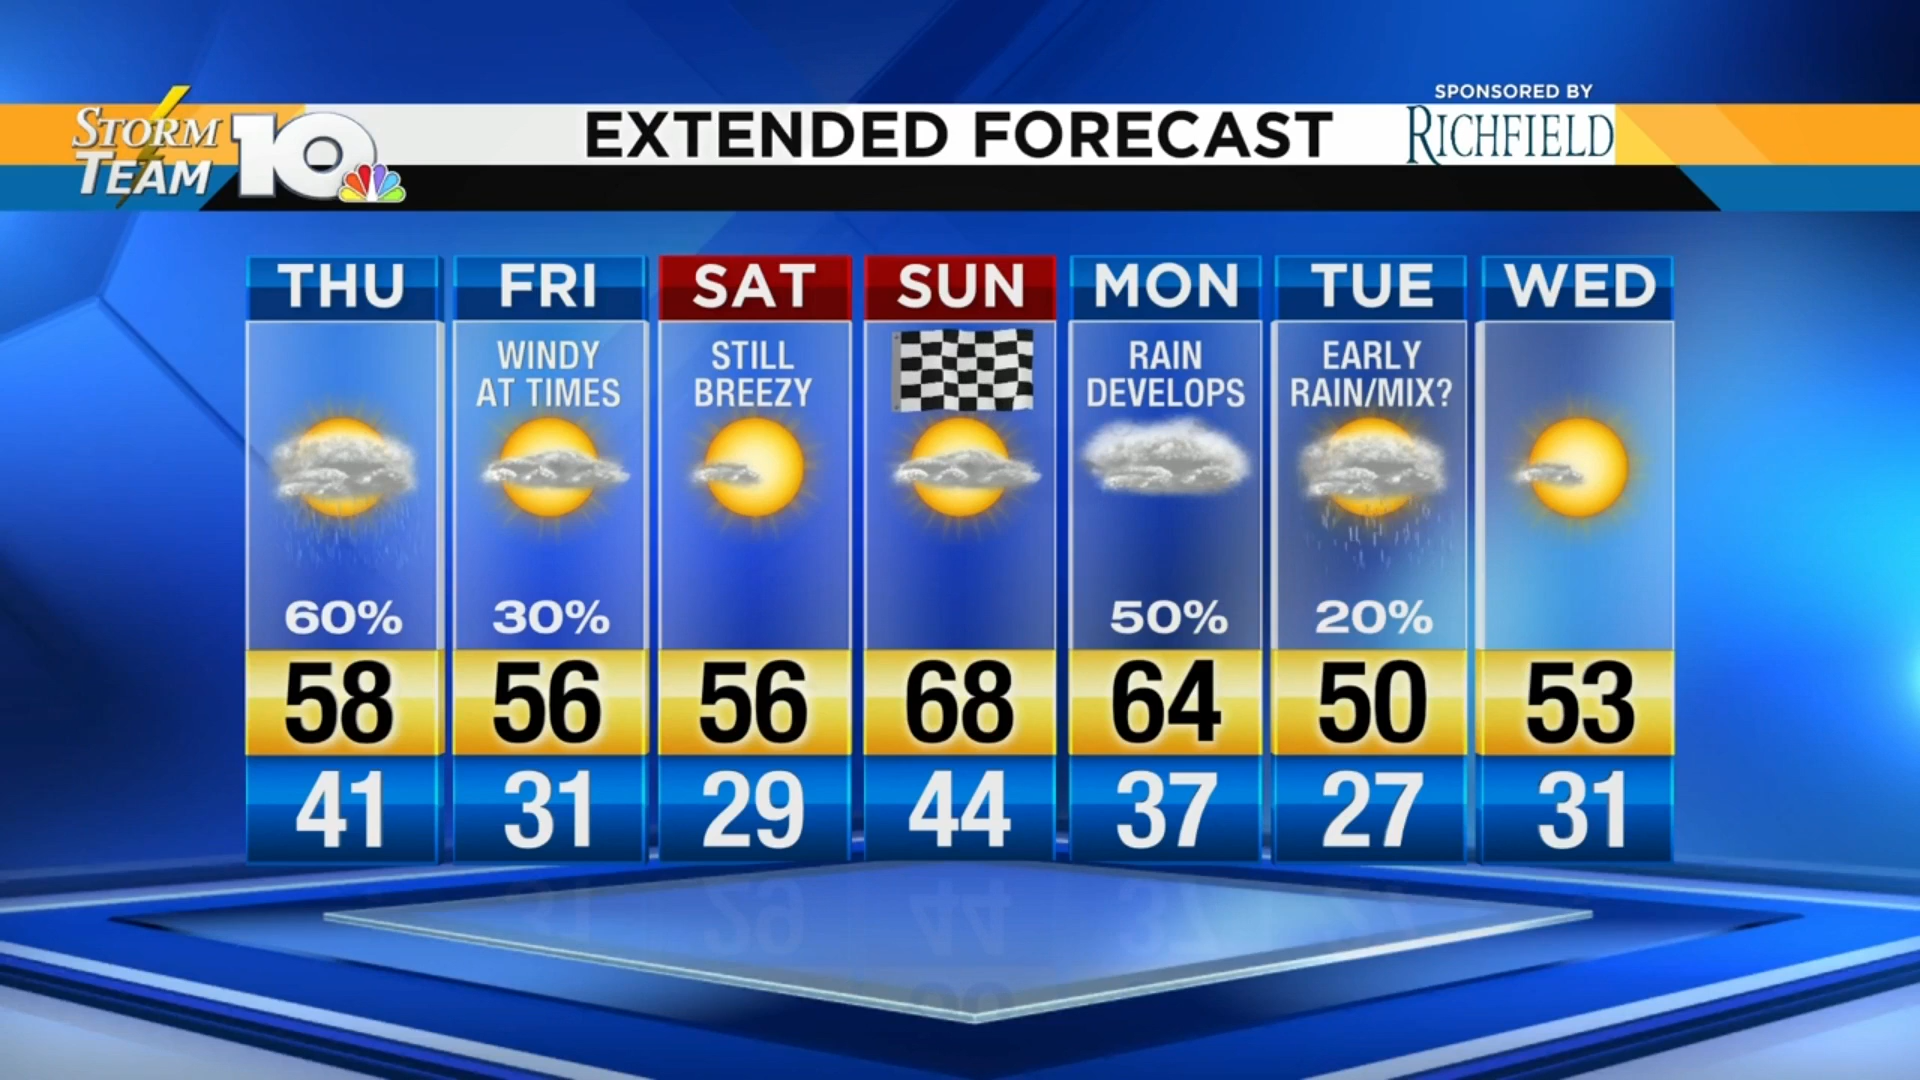 SPONSORED BY
STORM TEAM 10
EXTENDED FORECAST
RICHFIELD
THU FRI SAT SUN MON TUE WED
WINDY AT TIMES
STILL BREEZY
RAIN DEVELOPS
EARLY RAIN/MIX?
60% 30% 50% 20%
58 56 56 68 64 50 53
41 31 29 44 37 27 31